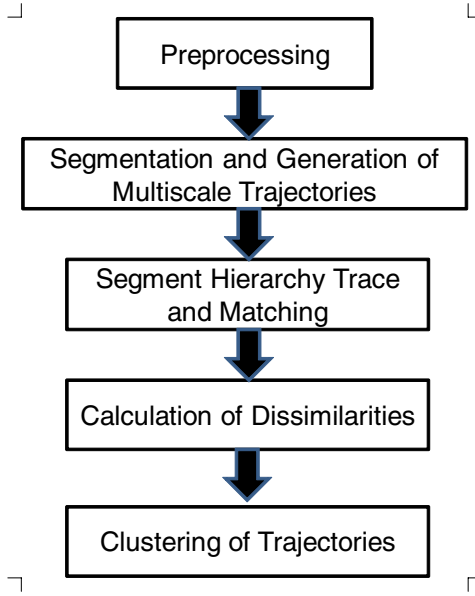 Preprocessing
Segmentation and Generation of
Multiscale Trajectories
Segment Hierarchy Trace
and Matching
Calculation of Dissimilarities
Clustering of Trajectories